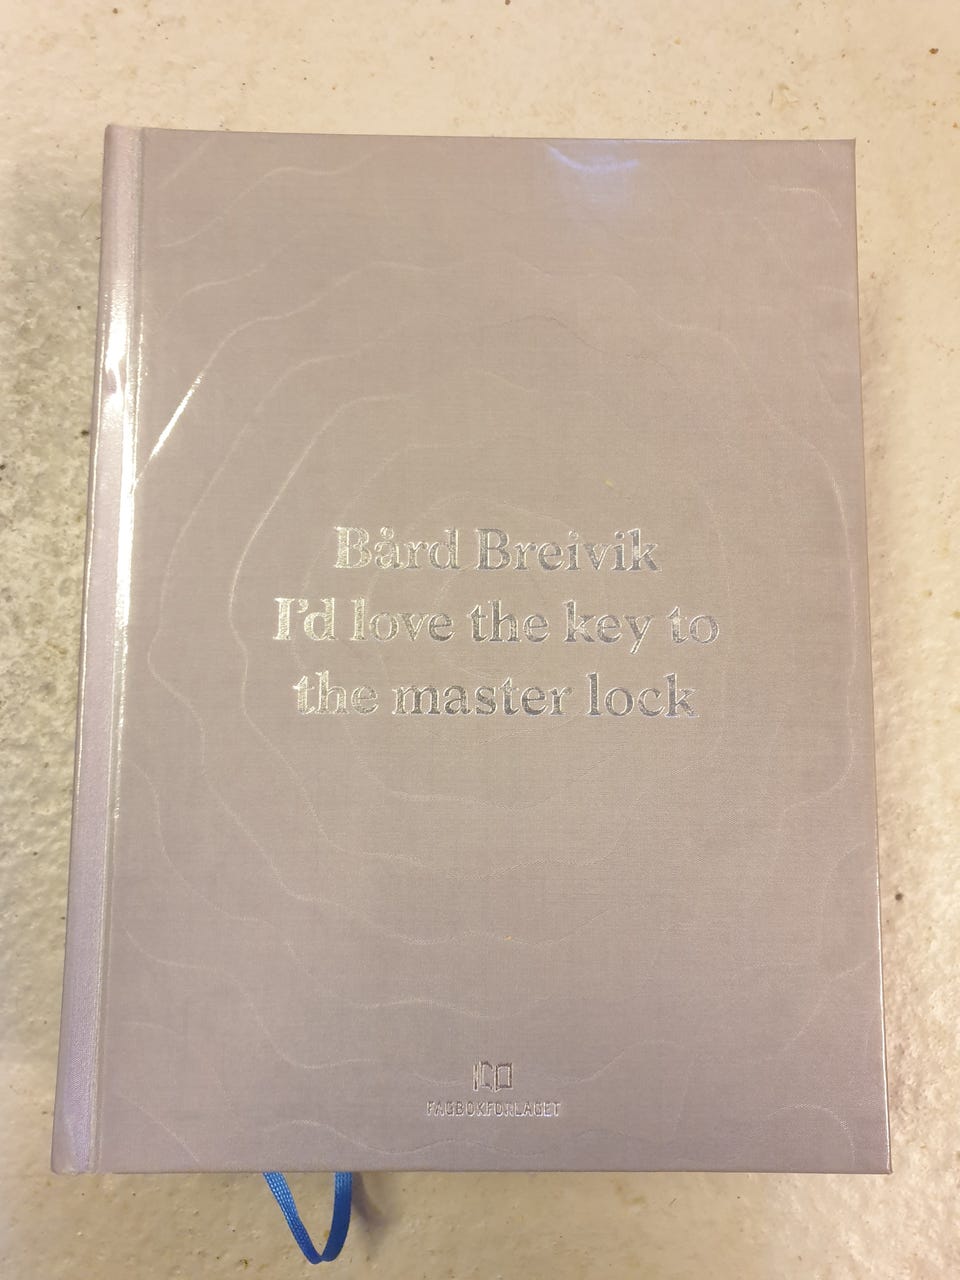 Bård Breivik
I'd love the key to
the master lock
FAGBOKFORLAGET